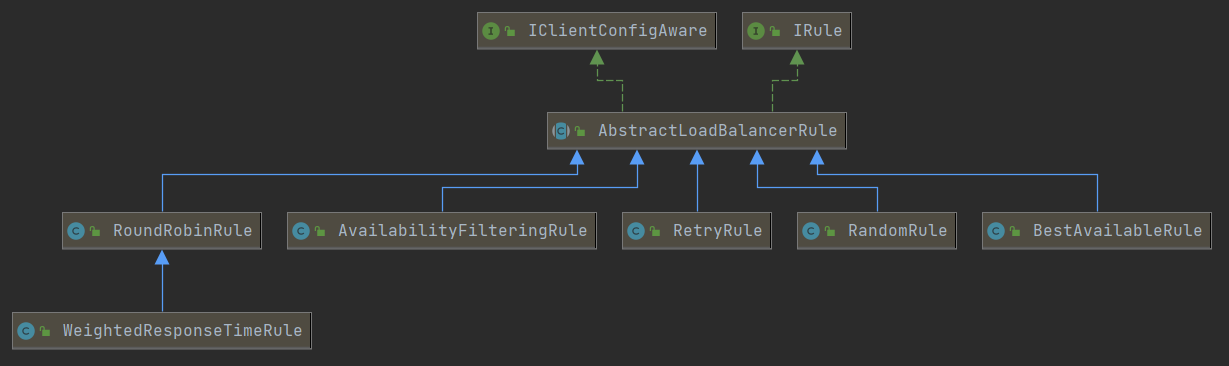 I IClientConfigAware
I IRule
C AbstractLoadBalancerRule
C RoundRobinRule
C AvailabilityFilteringRule
C RetryRule
C RandomRule
C BestAvailableRule
C WeightedResponseTimeRule